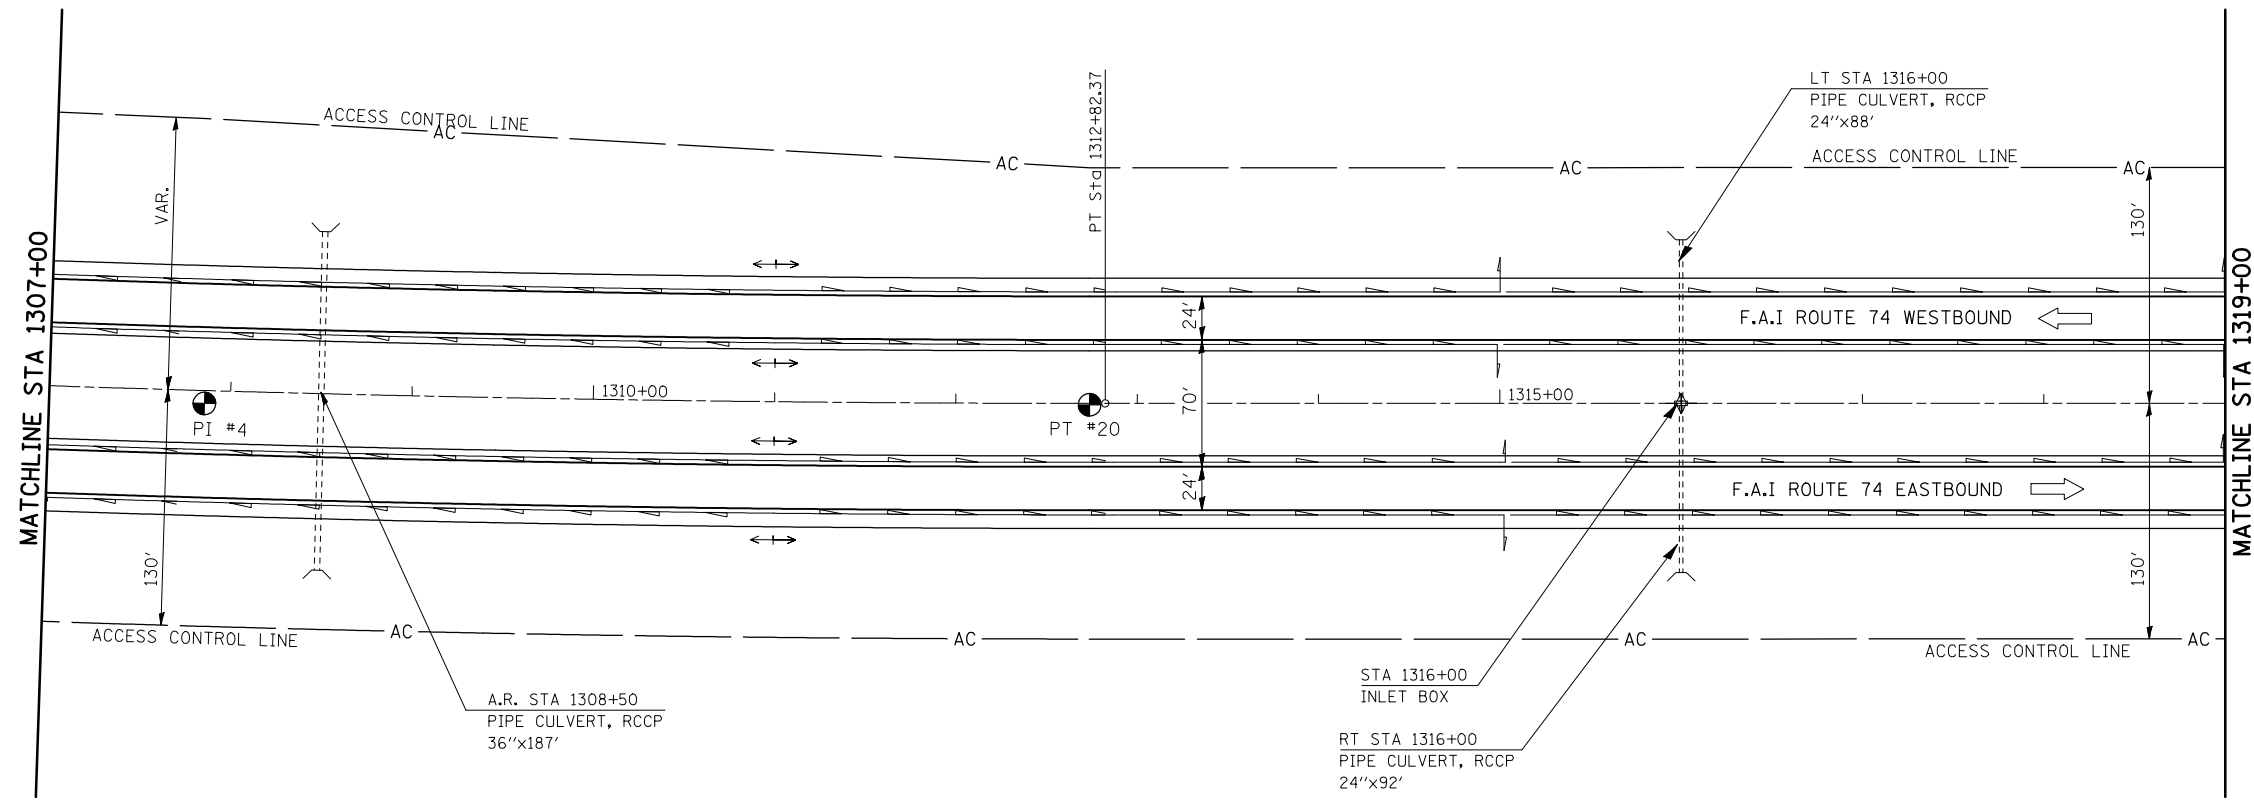 MATCHLINE STA 1307+00
ACCESS CONTROL LINE
AC
AC
AC
ACCESS CONTROL LINE
AC
VAR.
130'
PT Sta 1312+82.37
LT STA 1316+00
PIPE CULVERT, RCCP
24''x88'
130'
24'
F.A.I ROUTE 74 WESTBOUND
70'
1310+00
1315+00
PI #4
PT #20
24'
F.A.I ROUTE 74 EASTBOUND
130'
ACCESS CONTROL LINE
AC
AC
AC
AC
ACCESS CONTROL LINE
A.R. STA 1308+50
PIPE CULVERT, RCCP
36''x187'
STA 1316+00
INLET BOX
RT STA 1316+00
PIPE CULVERT, RCCP
24''x92'
MATCHLINE STA 1319+00